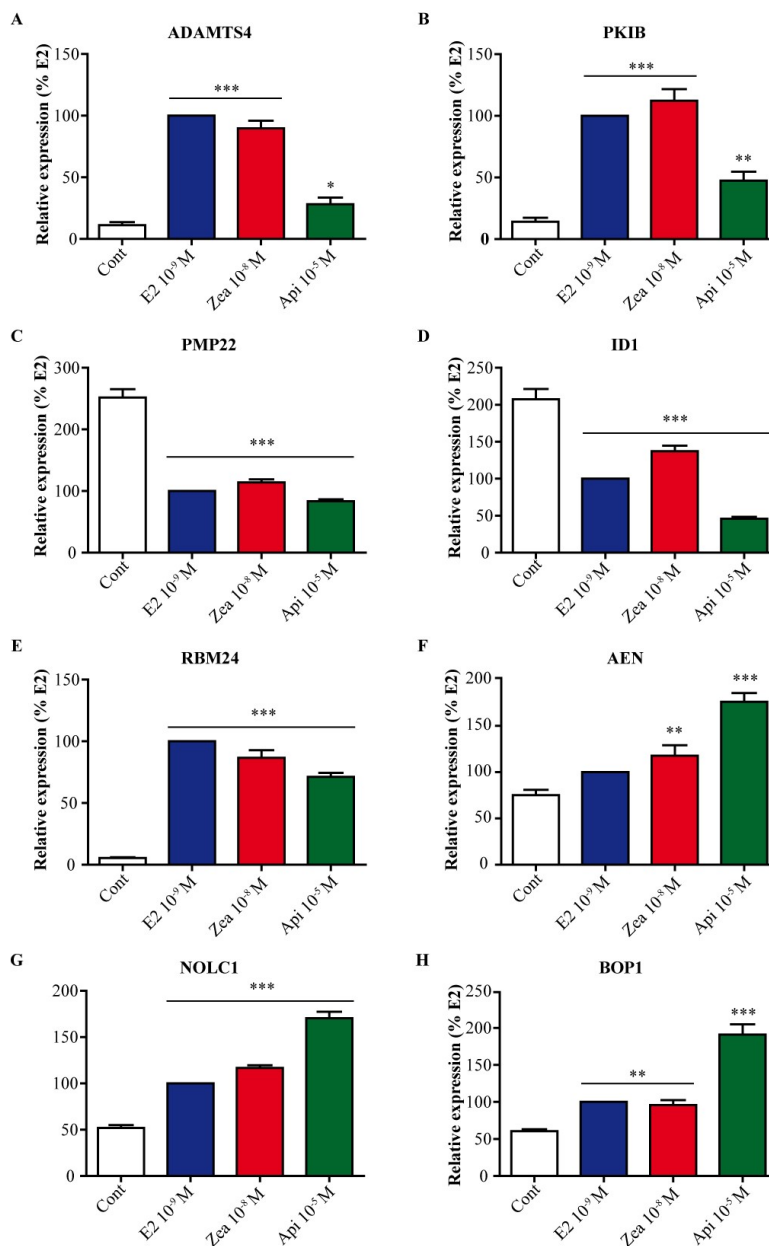 A
ADAMTS4
Relative expression (% E2)
150
100
50
0
***
*
Cont
E2 10⁻⁹ M
Zea 10⁻⁸ M
Api 10⁻⁵ M
B
PKIB
Relative expression (% E2)
150
100
50
0
***
**
Cont
E2 10⁻⁹ M
Zea 10⁻⁸ M
Api 10⁻⁵ M
C
PMP22
Relative expression (% E2)
300
200
100
0
***
Cont
E2 10⁻⁹ M
Zea 10⁻⁸ M
Api 10⁻⁵ M
D
ID1
Relative expression (% E2)
250
200
150
100
50
0
***
Cont
E2 10⁻⁹ M
Zea 10⁻⁸ M
Api 10⁻⁵ M
E
RBM24
Relative expression (% E2)
150
100
50
0
***
Cont
E2 10⁻⁹ M
Zea 10⁻⁸ M
Api 10⁻⁵ M
F
AEN
Relative expression (% E2)
200
150
100
50
0
**
***
Cont
E2 10⁻⁹ M
Zea 10⁻⁸ M
Api 10⁻⁵ M
G
NOLC1
Relative expression (% E2)
200
150
100
50
0
***
Cont
E2 10⁻⁹ M
Zea 10⁻⁸ M
Api 10⁻⁵ M
H
BOP1
Relative expression (% E2)
250
200
150
100
50
0
**
***
Cont
E2 10⁻⁹ M
Zea 10⁻⁸ M
Api 10⁻⁵ M